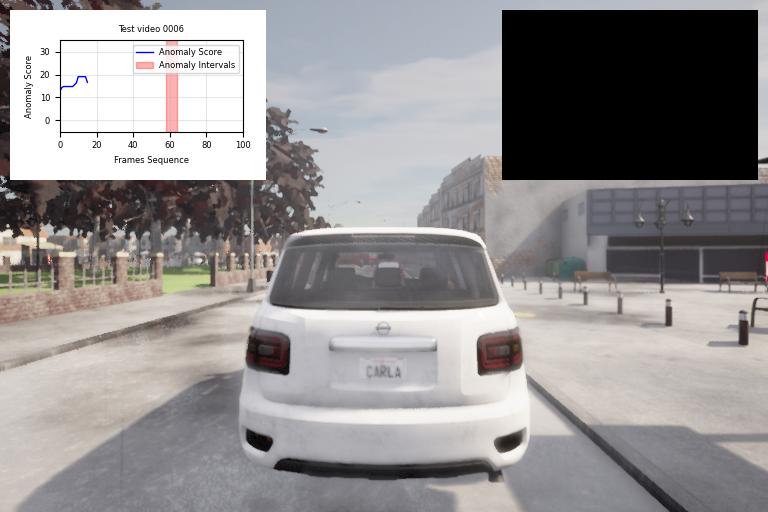 Test video 0006
Anomaly Score
Anomaly Intervals
Anomaly Score
30
20
10
0
0 20 40 60 80 100
Frames Sequence
CARLA